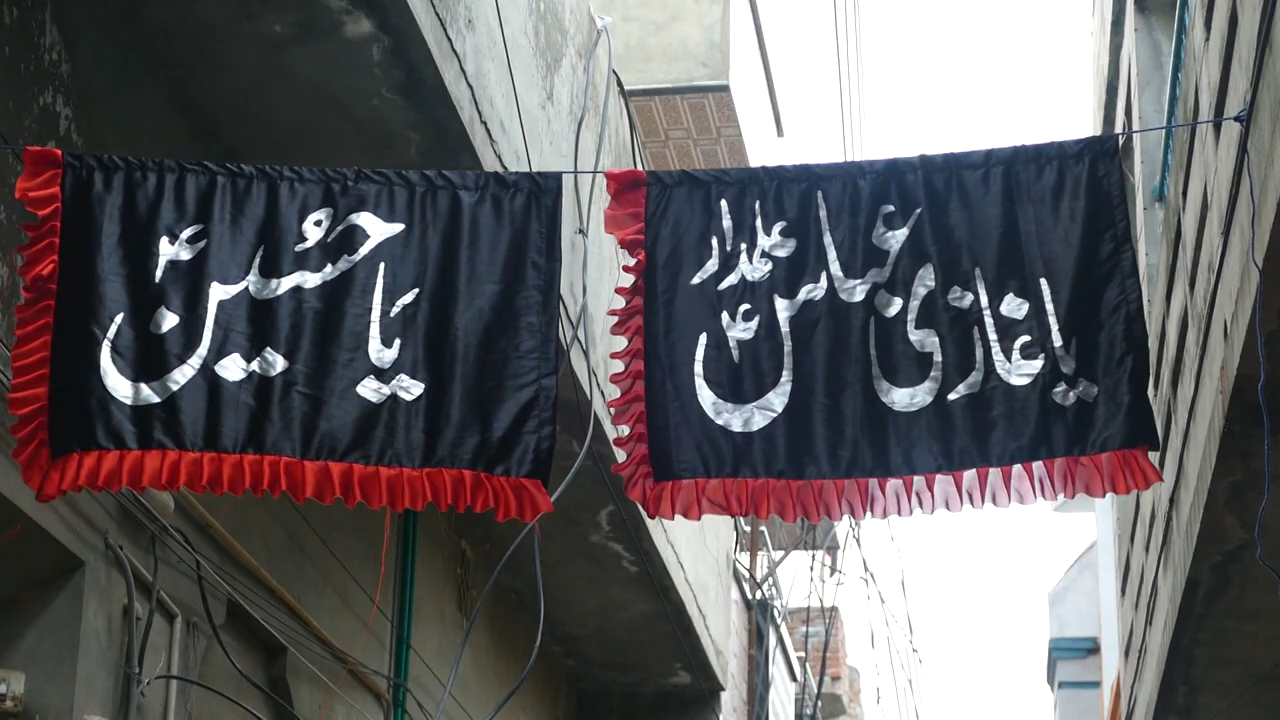 یا حسین ؑ
یا غازی عباس علمدار ؑ